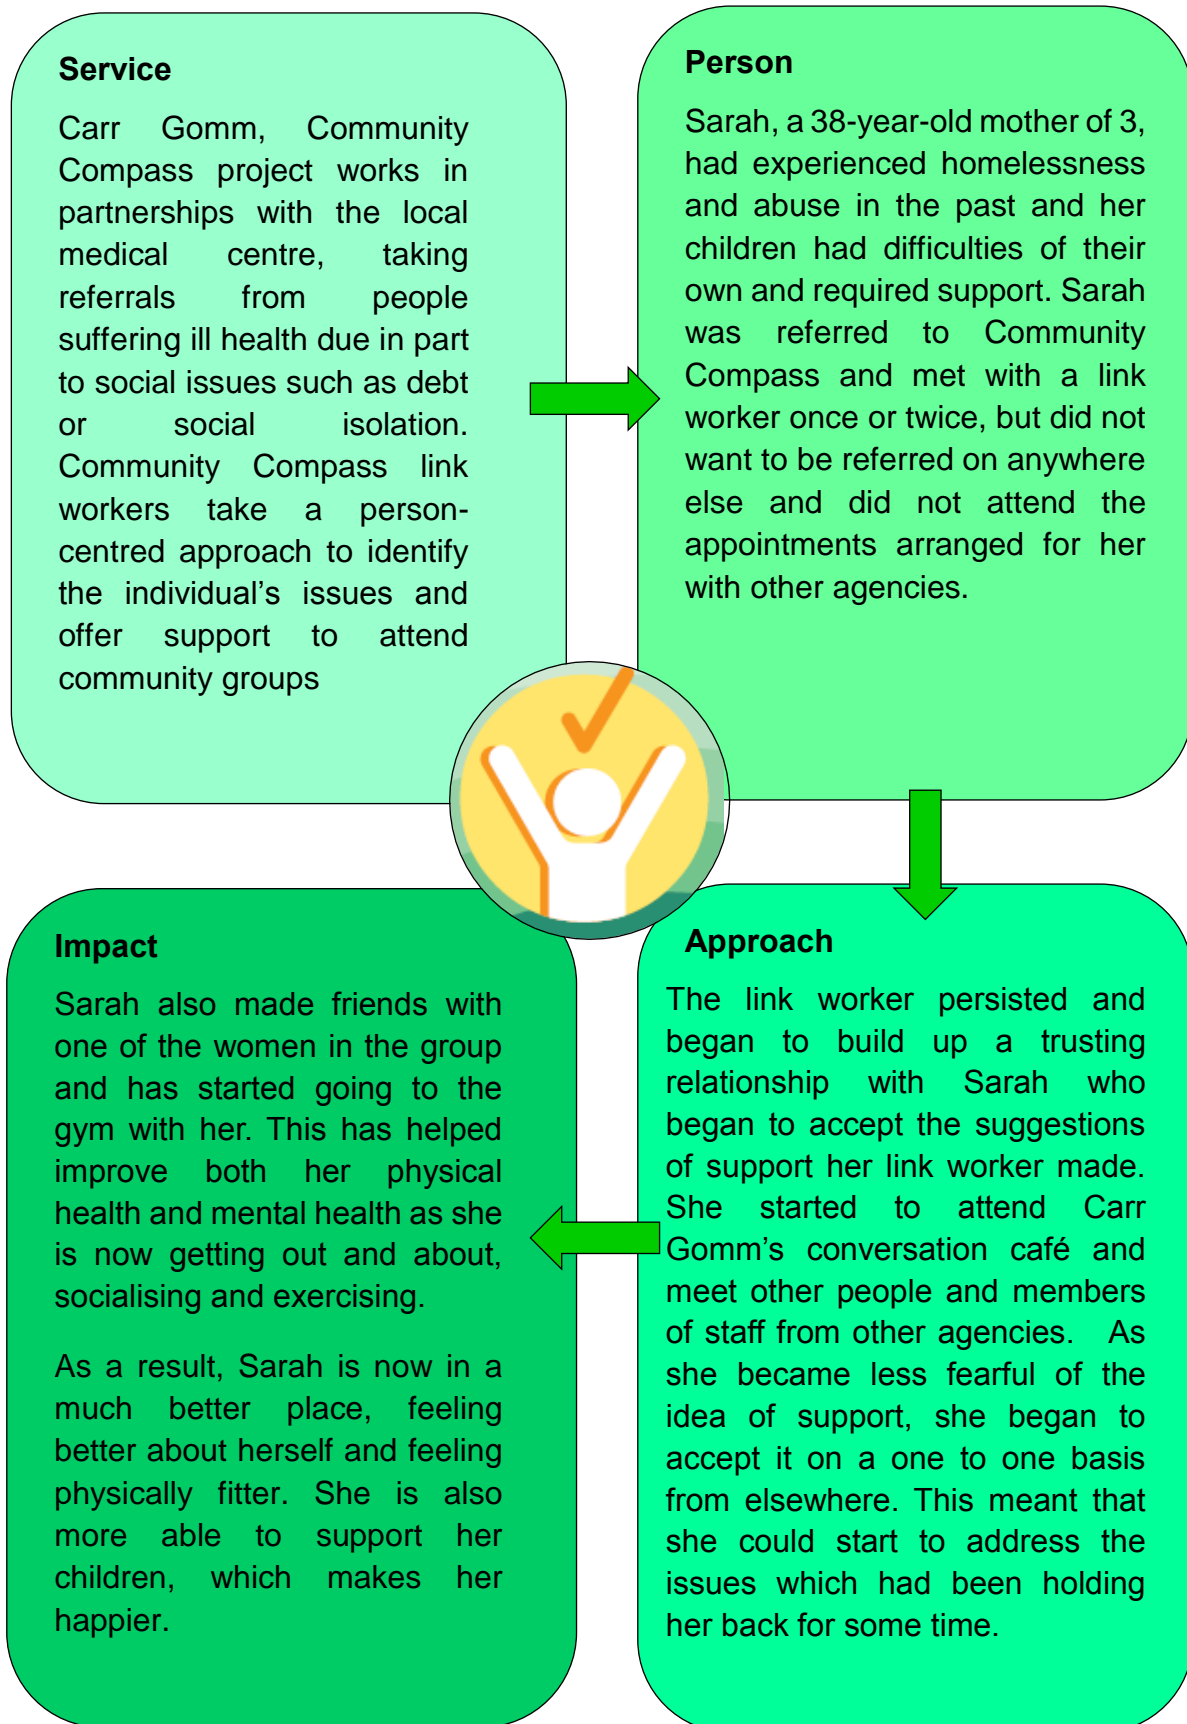 Service
Carr Gomm, Community
Compass project works in
partnerships with the local
medical centre, taking
referrals from people
suffering ill health due in part
to social issues such as debt
or social isolation.
Community Compass link
workers take a person-
centred approach to identify
the individual's issues and
offer support to attend
community groups
Person
Sarah, a 38-year-old mother of 3,
had experienced homelessness
and abuse in the past and her
children had difficulties of their
own and required support. Sarah
was referred to Community
Compass and met with a link
worker once or twice, but did not
want to be referred on anywhere
else and did not attend the
appointments arranged for her
with other agencies.
Approach
The link worker persisted and
began to build up a trusting
relationship with Sarah who
began to accept the suggestions
of support her link worker made.
She started to attend Carr
Gomm's conversation café and
meet other people and members
of staff from other agencies. As
she became less fearful of the
idea of support, she began to
accept it on a one to one basis
from elsewhere. This meant that
she could start to address the
issues which had been holding
her back for some time.
Impact
Sarah also made friends with
one of the women in the group
and has started going to the
gym with her. This has helped
improve both her physical
health and mental health as she
is now getting out and about,
socialising and exercising.
As a result, Sarah is now in a
much better place, feeling
better about herself and feeling
physically fitter. She is also
more able to support her
children, which makes her
happier.